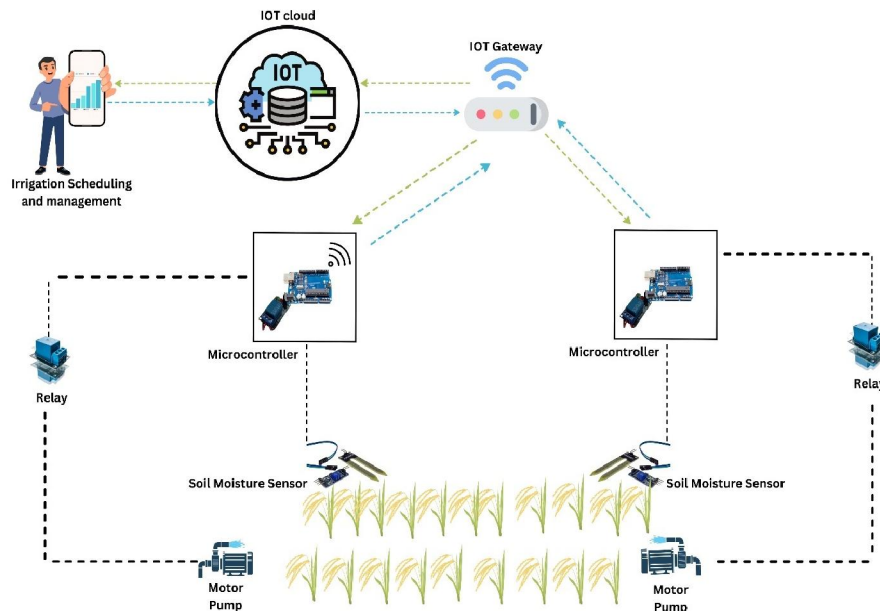 IOT cloud
IOT Gateway
IOT
Irrigation Scheduling
and management
Microcontroller
Microcontroller
Relay
Relay
Soil Moisture Sensor
Soil Moisture Sensor
Motor
Pump
Motor
Pump